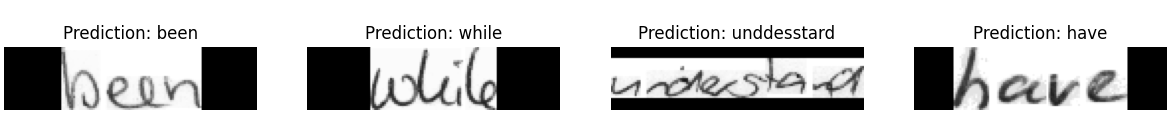 Prediction: been
been
Prediction: while
while
Prediction: unddesstard
understand
Prediction: have
have